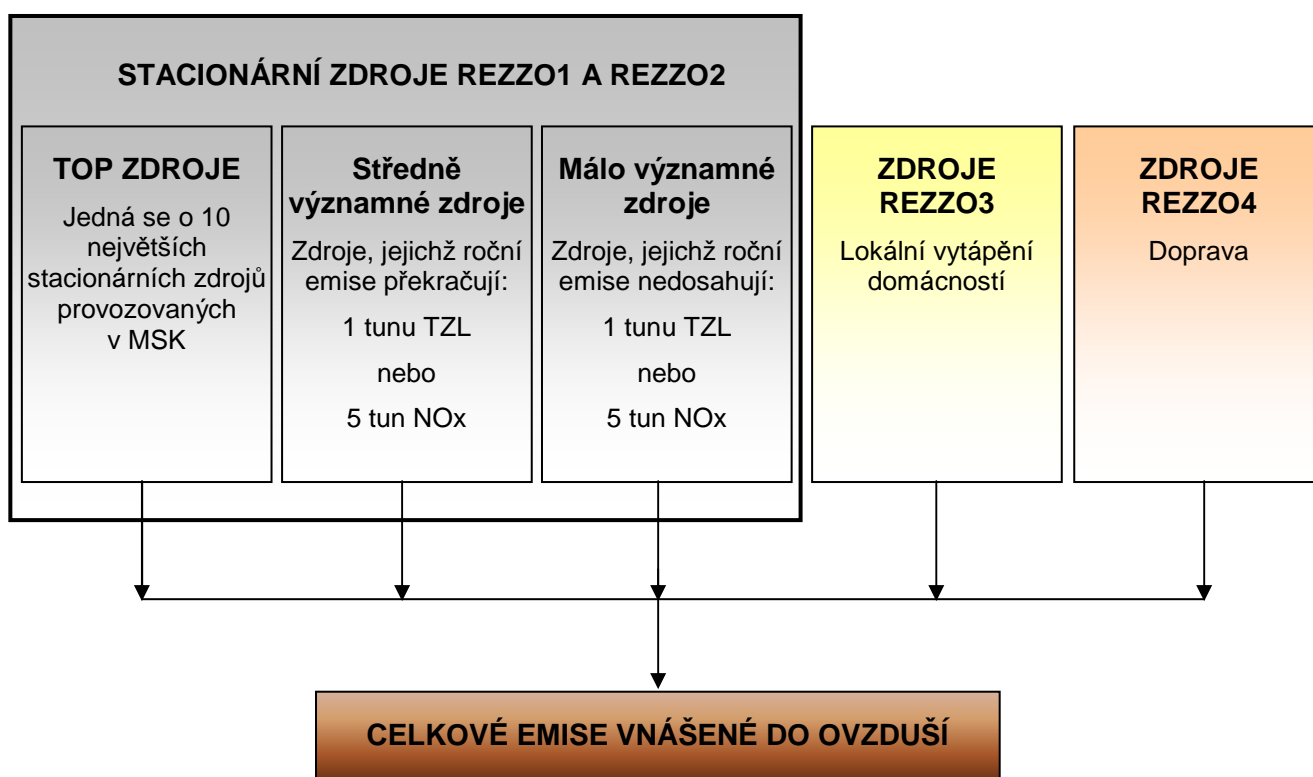 STACIONÁRNÍ ZDROJE REZZO1 A REZZO2
TOP ZDROJE
Jedná se o 10
největších
stacionárních zdrojů
provozovaných
v MSK
Středně
významné zdroje
Zdroje, jejichž roční
emise překračují:
1 tunu TZL
nebo
5 tun NOx
Málo významné
zdroje
Zdroje, jejichž roční
emise nedosahují:
1 tunu TZL
nebo
5 tun NOx
ZDROJE
REZZO3
Lokální vytápění
domácností
ZDROJE
REZZO4
Doprava
CELKOVÉ EMISE VNÁŠENÉ DO OVZDUŠÍ